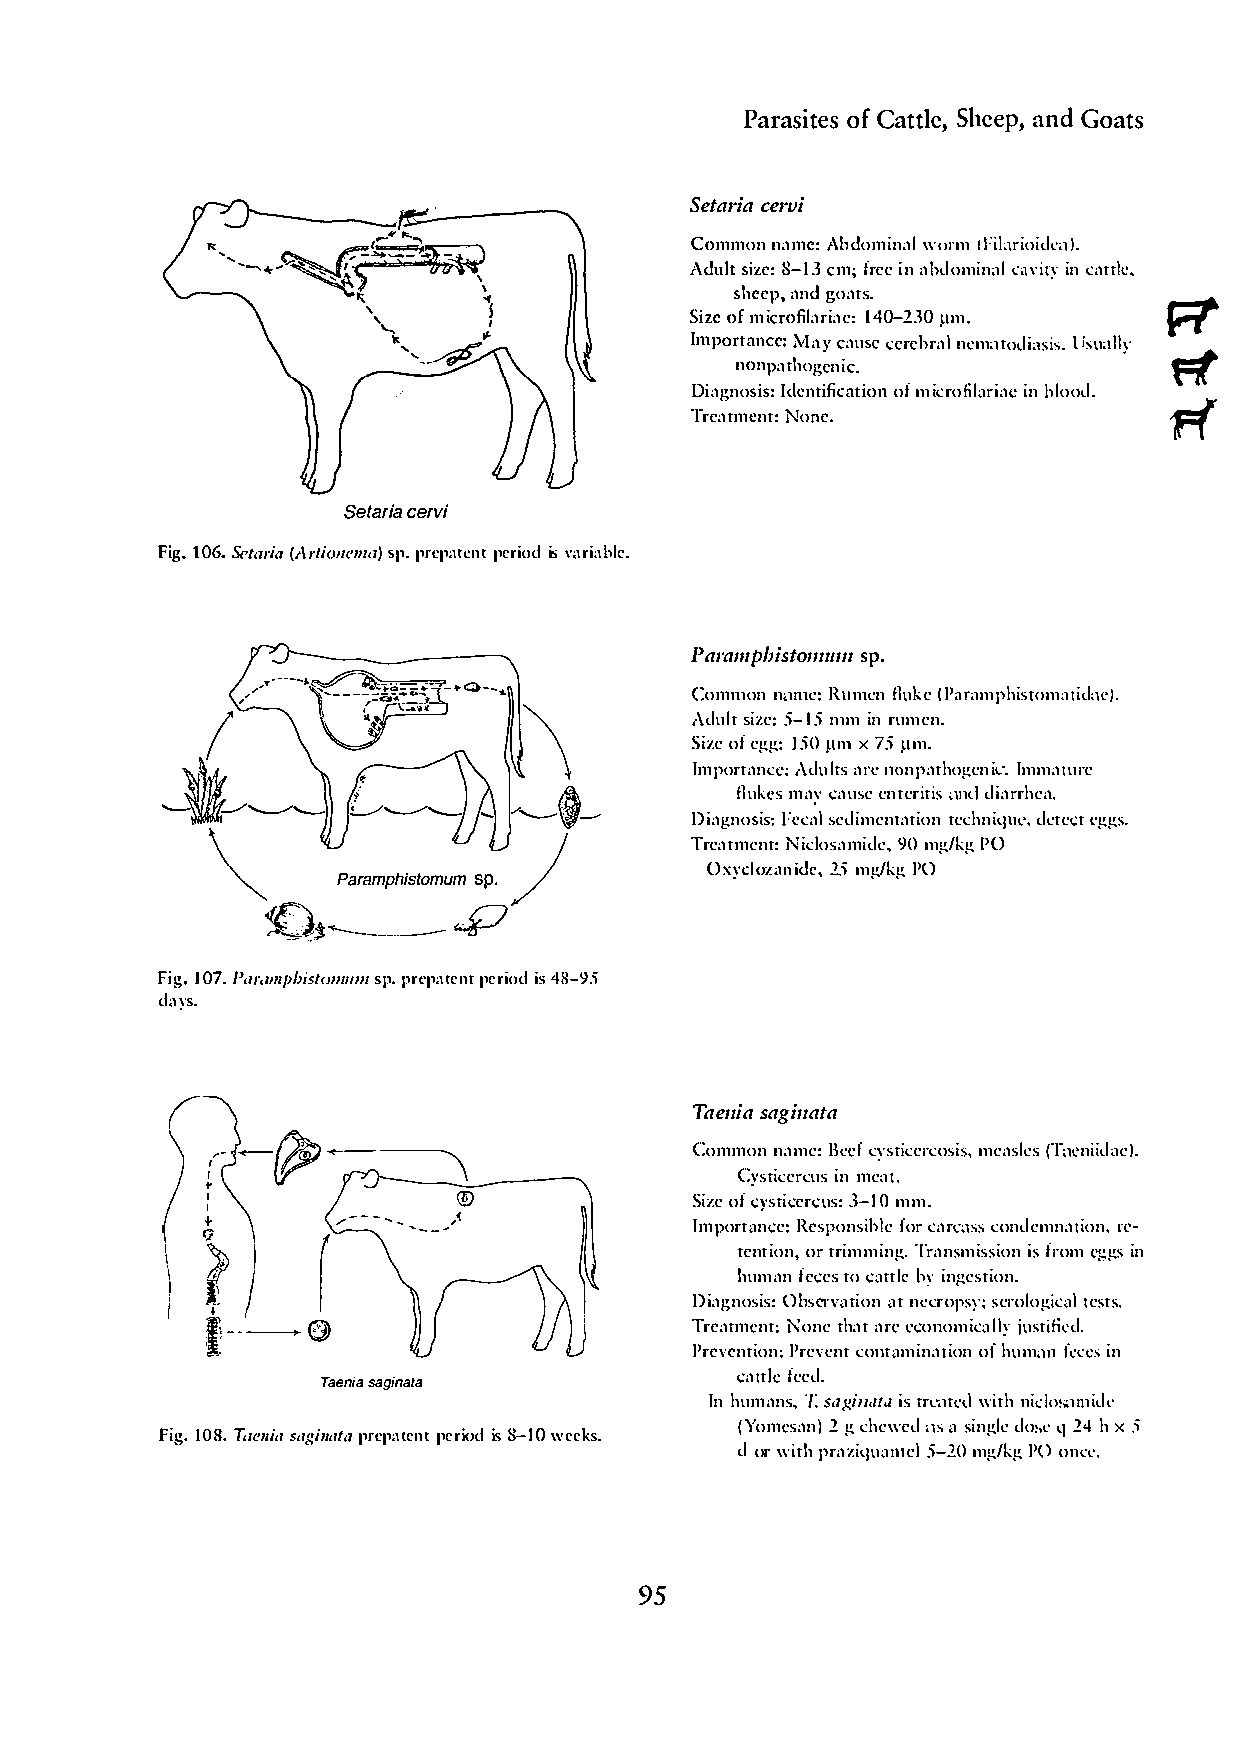 Parasites of Cattle, Sheep, and Goats
Setaria cervi
Common name: Abdominal worm (Filarioidea).
Adult size: 8–13 cm; free in abdominal cavity in cattle,
sheep, and goats.
Size of microfilariae: 140–230 µm.
Importance: May cause cerebral nematodiasis. Usually
nonpathogenic.
Diagnosis: Identification of microfilariae in blood.
Treatment: None.
Setaria cervi
Fig. 106. Setaria (Artionema) sp. prepatent period is variable.
Paramphistomum sp.
Common name: Rumen fluke (Paramphistomatidae).
Adult size: 5–15 mm in rumen.
Size of egg: 150 µm × 75 µm.
Importance: Adults are nonpathogenic. Immature
flukes may cause enteritis and diarrhea.
Diagnosis: Fecal sedimentation technique, detect eggs.
Treatment: Niclosamide, 90 mg/kg PO
Oxyclozanide, 25 mg/kg PO
Paramphistomum sp.
Fig. 107. Paramphistomum sp. prepatent period is 48–95
days.
Taenia saginata
Common name: Beef cysticercosis, measles (Taeniidae).
Cysticercus in meat.
Size of cysticercus: 3–10 mm.
Importance: Responsible for carcass condemnation, re-
tention, or trimming. Transmission is from eggs in
human feces to cattle by ingestion.
Diagnosis: Observation at necropsy; serological tests.
Treatment: None that are economically justified.
Prevention: Prevent contamination of human feces in
cattle feed.
In humans, T. saginata is treated with niclosamide
(Yomesan) 2 g chewed as a single dose q 24 h × 5
d or with praziquantel 5–20 mg/kg PO once.
Taenia saginata
Fig. 108. Taenia saginata prepatent period is 8–10 weeks.
95